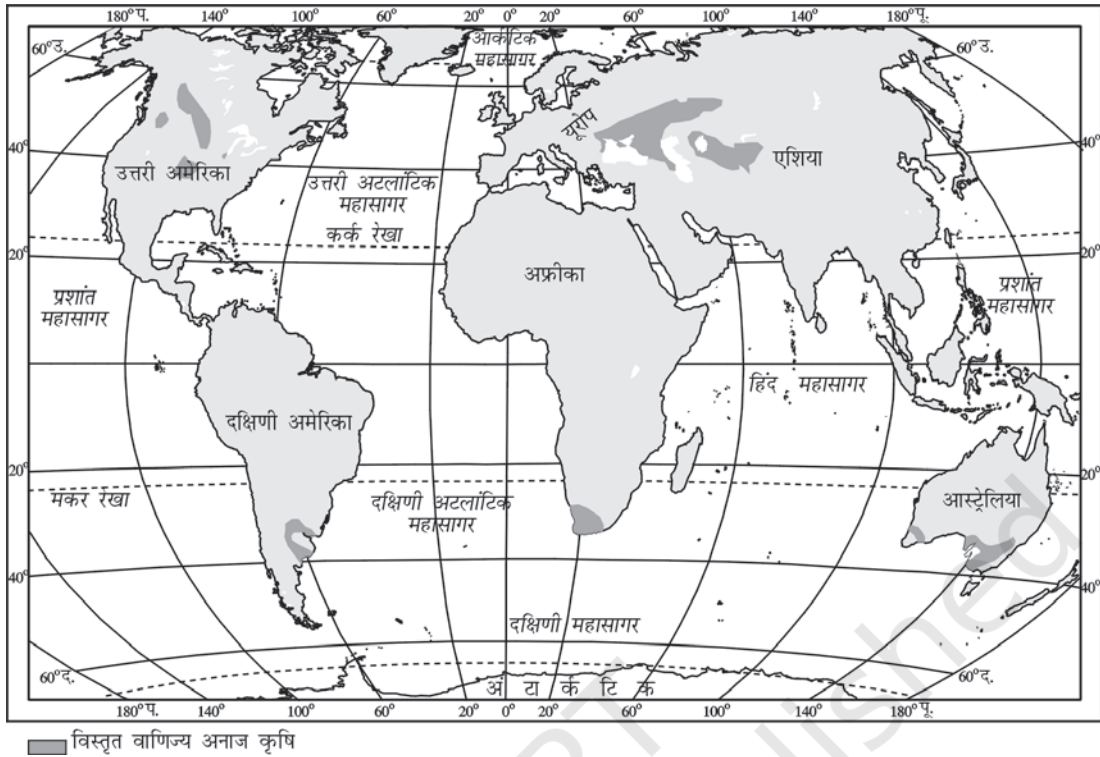 180° प. 140° 100° 60° 20° 0° 20° 60° 100° 140° 180° पू.
60° उ. आर्कटिक महासागर 60° उ.
यूरोप
40° उत्तरी अमेरिका एशिया 40°
उत्तरी अटलांटिक
महासागर
कर्क रेखा
20° 20°
अफ्रीका
प्रशांत
महासागर
प्रशांत
महासागर
हिंद महासागर
दक्षिणी अमेरिका
20° 20°
मकर रेखा
दक्षिणी अटलांटिक
महासागर
आस्ट्रेलिया
40° 40°
दक्षिणी महासागर
60° द. 60° द.
अं टा र्क टि क
180° प. 140° 100° 60° 20° 0° 20° 60° 100° 140° 180° पू.
विस्तृत वाणिज्य अनाज कृषि